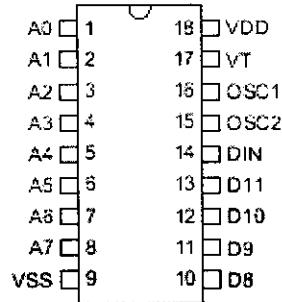 A0 1 18 VDD
A1 2 17 VT
A2 3 16 OSC1
A3 4 15 OSC2
A4 5 14 DIN
A5 6 13 D11
A6 7 12 D10
A7 8 11 D9
VSS 9 10 D8